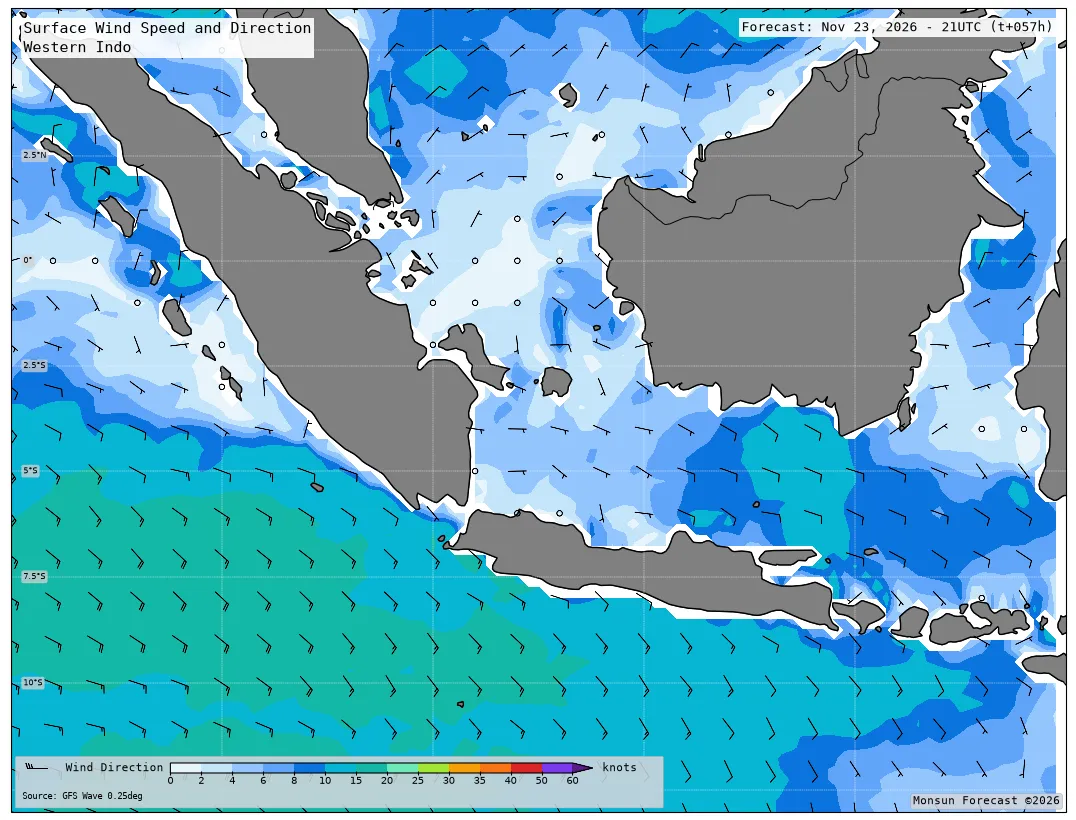 Surface Wind Speed and Direction
Western Indo
Forecast: Nov 23, 2026 - 21UTC (t+057h)
2.5°N
0°
2.5°S
5°S
7.5°S
10°S
Wind Direction
0 2 4 6 8 10 15 20 25 30 35 40 50 60
knots
Source: GFS Wave 0.25deg
Monsun Forecast ©2026